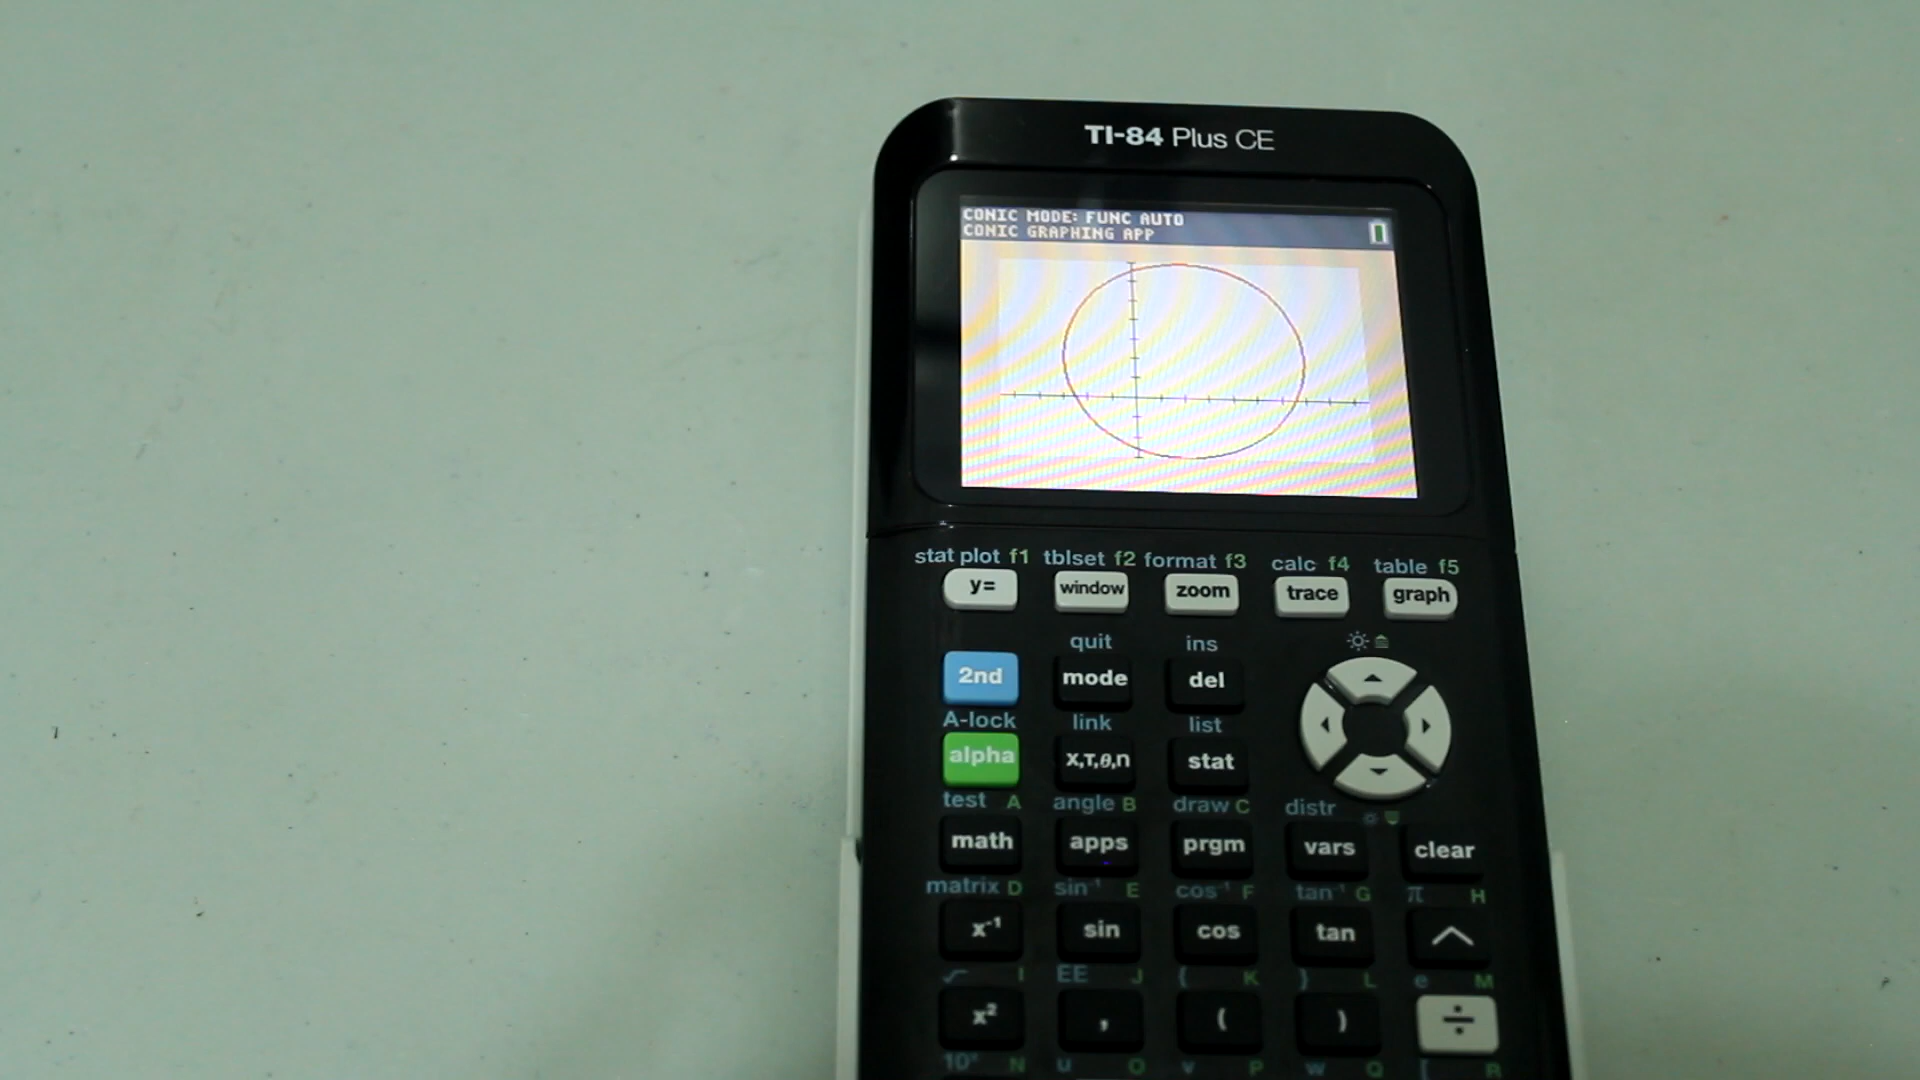 TI-84 Plus CE
CONIC MODE: FUNC AUTO
CONIC GRAPHING APP
stat plot f1 tblset f2 format f3 calc f4 table f5
y= window zoom trace graph
quit ins
2nd mode del
A-lock link list
alpha X,T,θ,n stat
test A angle B draw C distr
math apps prgm vars clear
matrix D sin⁻¹ E cos⁻¹ F tan⁻¹ G π H
x⁻¹ sin cos tan ^
√ I EE J { K } L e M
x² , ( ) ÷
10ˣ N u O v P w Q [ R